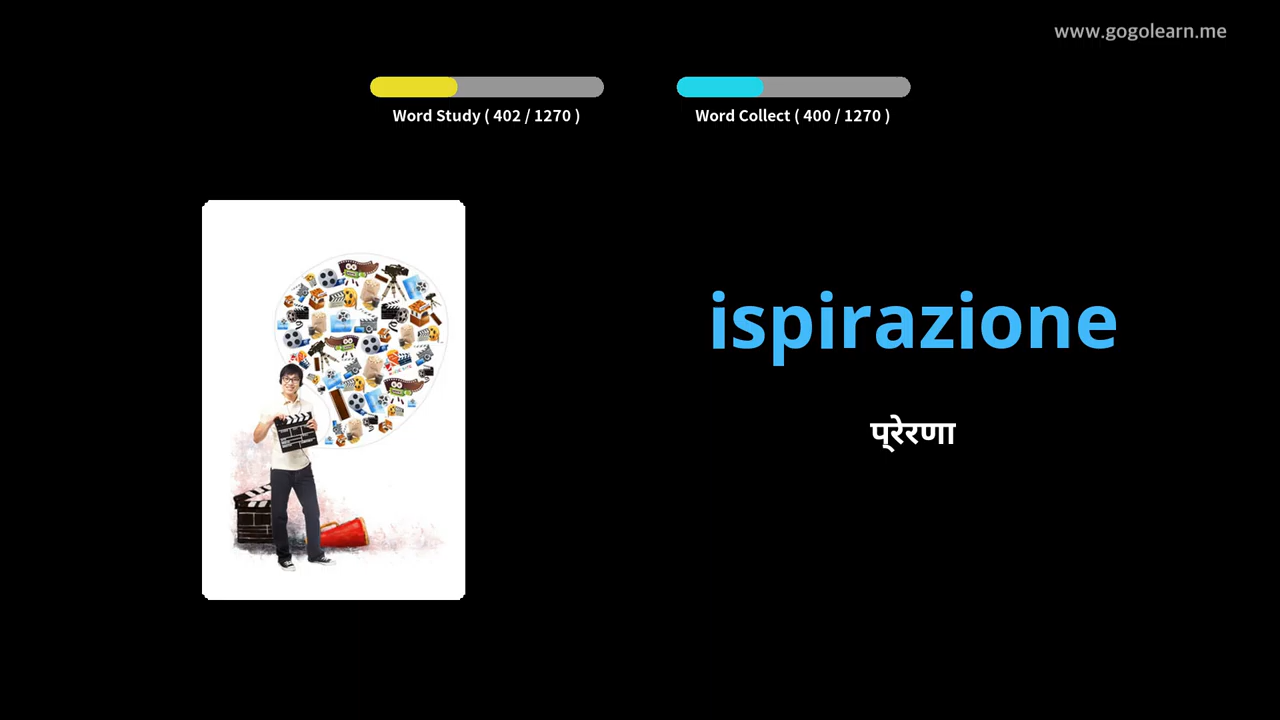 www.gogolearn.me
Word Study ( 402 / 1270 )
Word Collect ( 400 / 1270 )
ispirazione
प्रेरणा